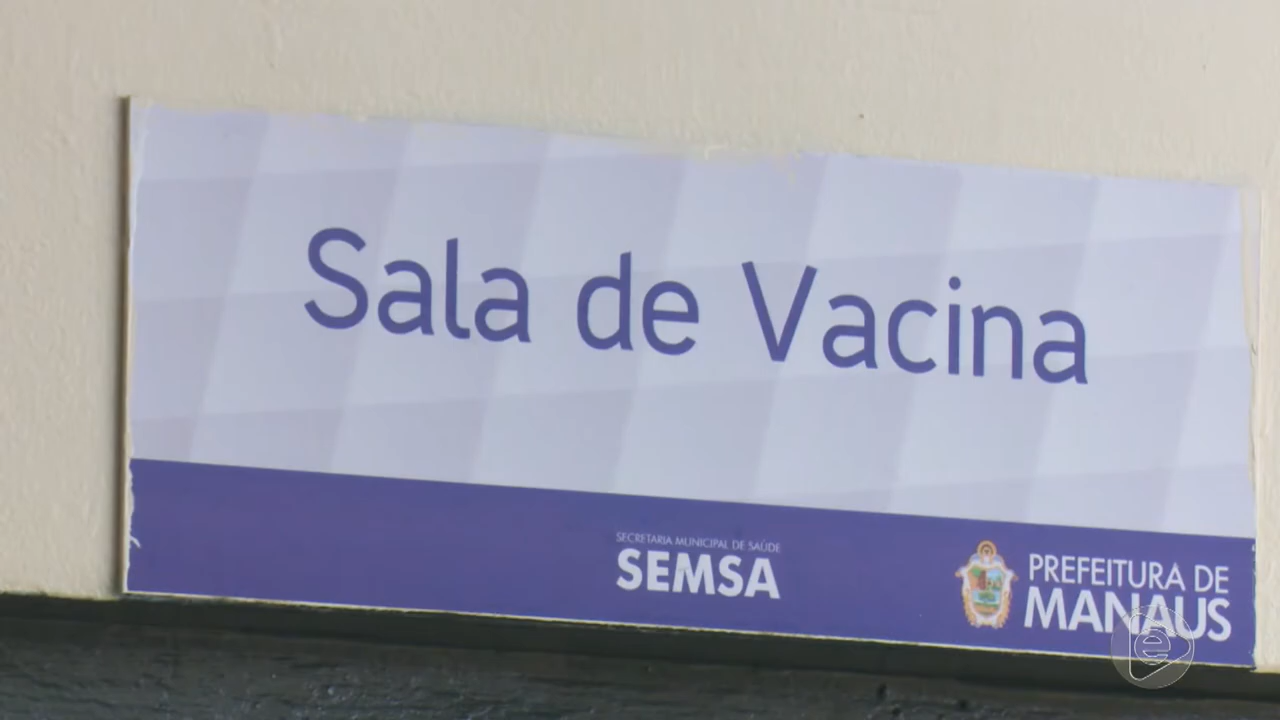 Sala de Vacina
SECRETARIA MUNICIPAL DE SAÚDE
SEMSA
PREFEITURA DE
MANAUS
e